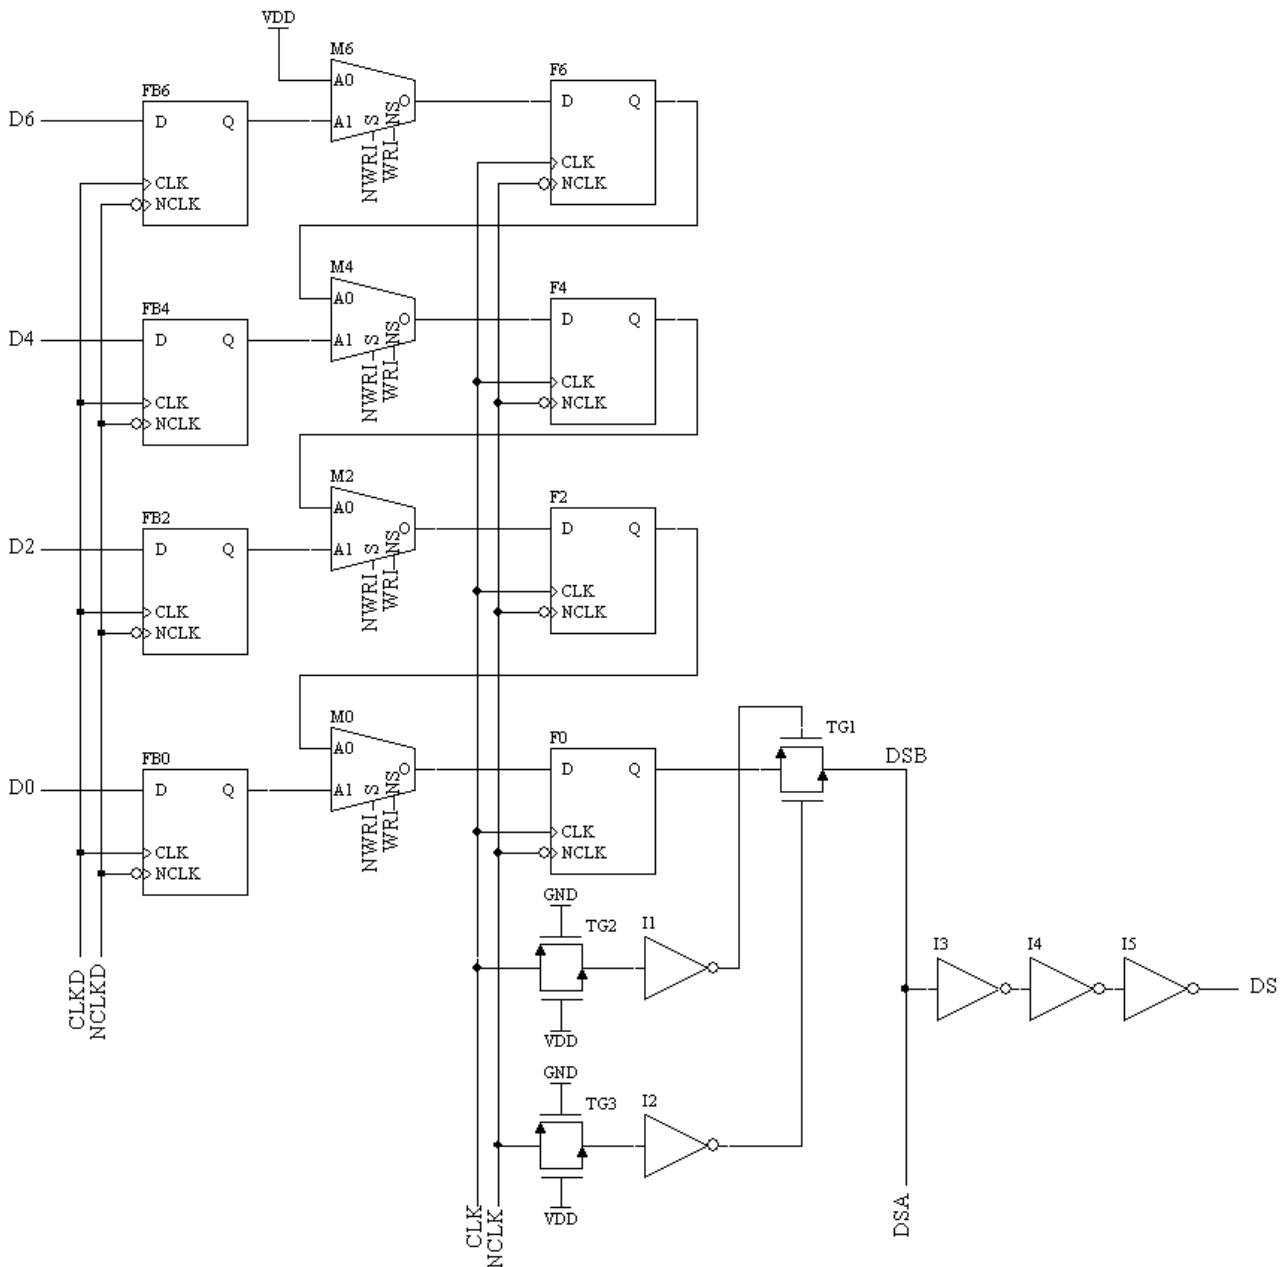 VDD
M6
A0
A1
S
NS
O
NWRI
WRI
FB6
D6
D
Q
CLK
NCLK
F6
D
Q
CLK
NCLK
M4
A0
A1
S
NS
O
NWRI
WRI
FB4
D4
D
Q
CLK
NCLK
F4
D
Q
CLK
NCLK
M2
A0
A1
S
NS
O
NWRI
WRI
FB2
D2
D
Q
CLK
NCLK
F2
D
Q
CLK
NCLK
M0
A0
A1
S
NS
O
NWRI
WRI
FB0
D0
D
Q
CLK
NCLK
F0
D
Q
CLK
NCLK
TG1
DSB
GND
TG2
I1
VDD
GND
TG3
I2
VDD
I3
I4
I5
DS
CLKD
NCLKD
CLK
NCLK
DSA